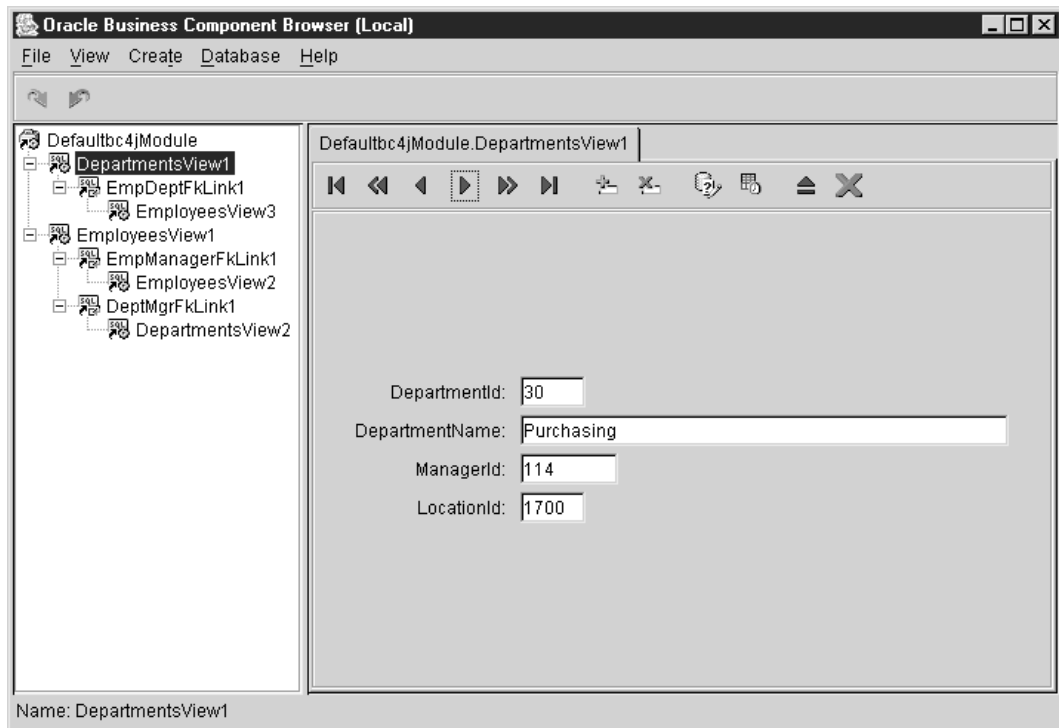 Oracle Business Component Browser (Local)
File View Create Database Help
Defaultbc4jModule
DepartmentsView1
EmpDeptFkLink1
EmployeesView3
EmployeesView1
EmpManagerFkLink1
EmployeesView2
DeptMgrFkLink1
DepartmentsView2
Defaultbc4jModule.DepartmentsView1
DepartmentId: 30
DepartmentName: Purchasing
ManagerId: 114
LocationId: 1700
Name: DepartmentsView1